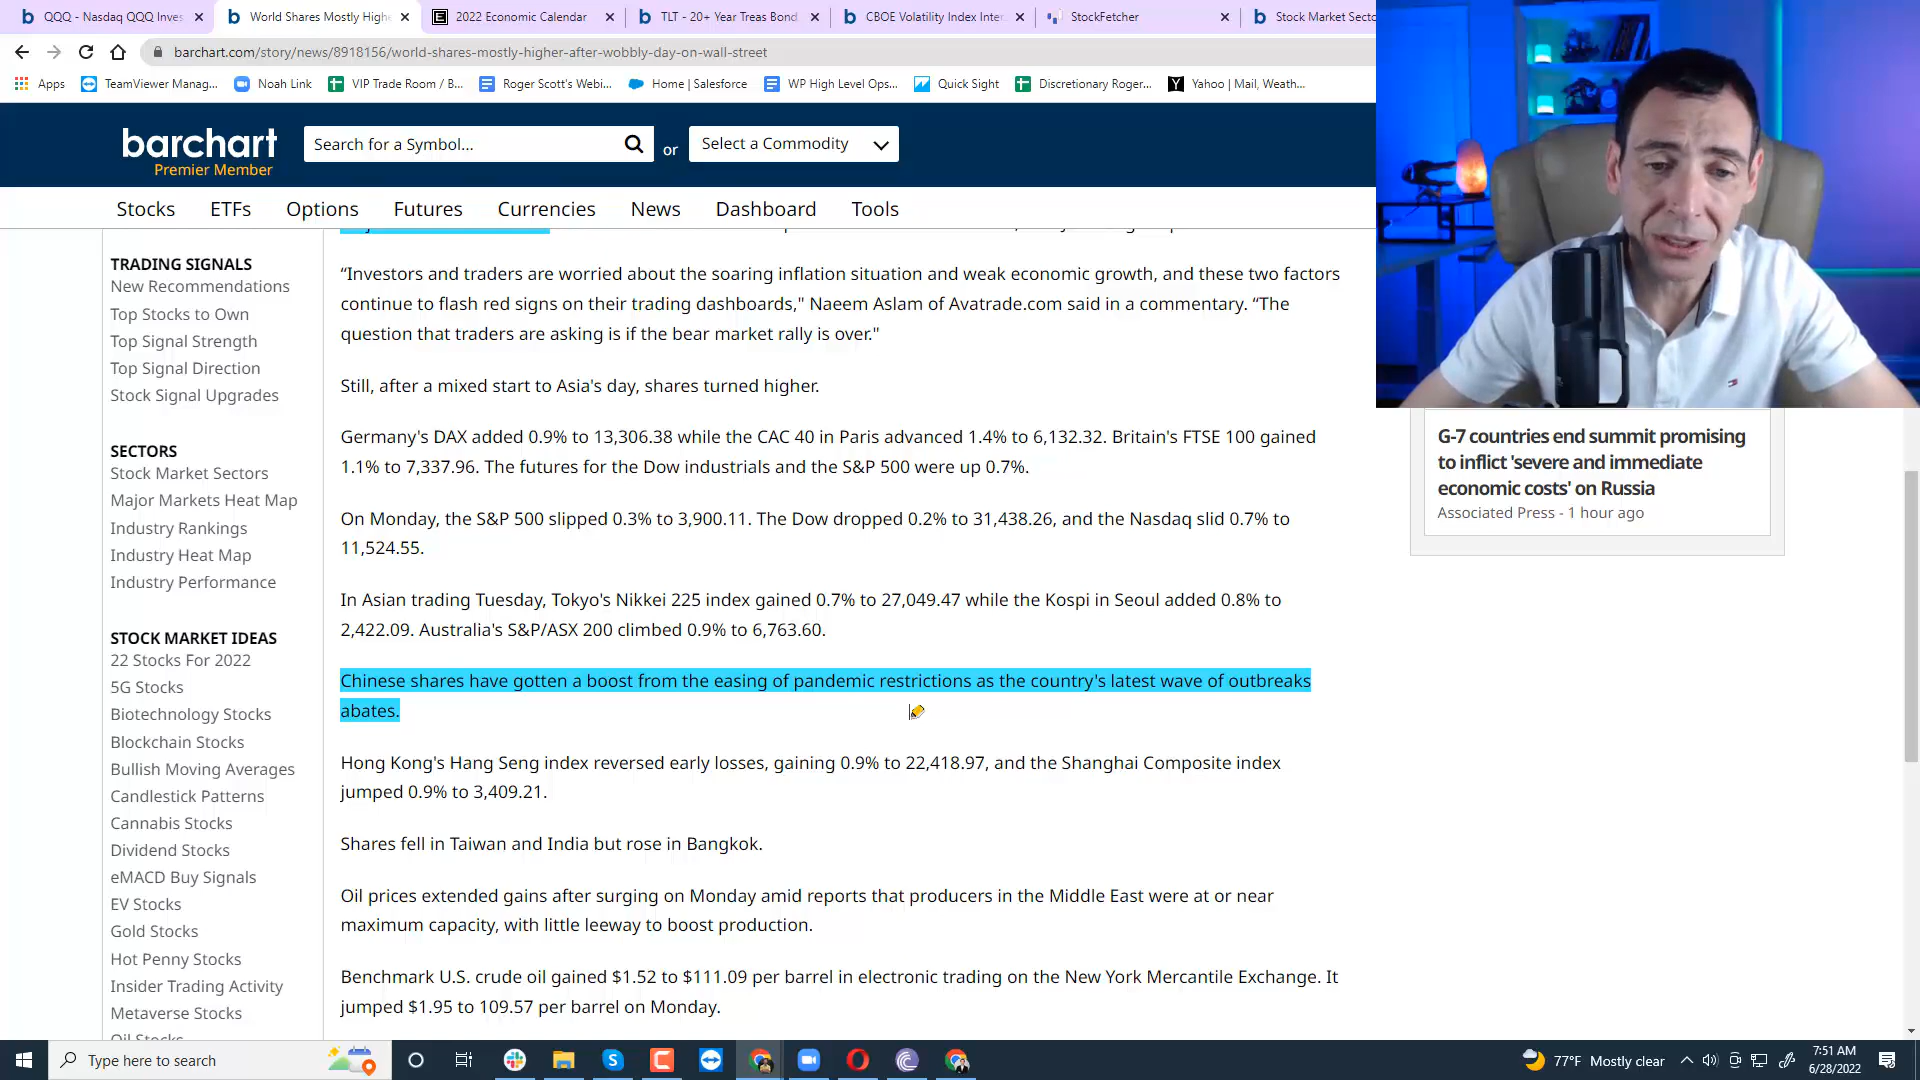 QQQ - Nasdaq QQQ Inves
World Shares Mostly Highe
2022 Economic Calendar
TLT - 20+ Year Treas Bond
CBOE Volatility Index Inter
StockFetcher
Stock Market Secto
barchart.com/story/news/8918156/world-shares-mostly-higher-after-wobbly-day-on-wall-street
Apps
TeamViewer Manag...
Noah Link
VIP Trade Room / B...
Roger Scott's Webi...
Home | Salesforce
WP High Level Ops...
Quick Sight
Discretionary Roger...
Yahoo | Mail, Weath...
barchart
Premier Member
Search for a Symbol...
or
Select a Commodity
Stocks
ETFs
Options
Futures
Currencies
News
Dashboard
Tools
TRADING SIGNALS
New Recommendations
Top Stocks to Own
Top Signal Strength
Top Signal Direction
Stock Signal Upgrades
SECTORS
Stock Market Sectors
Major Markets Heat Map
Industry Rankings
Industry Heat Map
Industry Performance
STOCK MARKET IDEAS
22 Stocks For 2022
5G Stocks
Biotechnology Stocks
Blockchain Stocks
Bullish Moving Averages
Candlestick Patterns
Cannabis Stocks
Dividend Stocks
eMACD Buy Signals
EV Stocks
Gold Stocks
Hot Penny Stocks
Insider Trading Activity
Metaverse Stocks
Oil Stocks
“Investors and traders are worried about the soaring inflation situation and weak economic growth, and these two factors
continue to flash red signs on their trading dashboards," Naeem Aslam of Avatrade.com said in a commentary. “The
question that traders are asking is if the bear market rally is over."
Still, after a mixed start to Asia's day, shares turned higher.
Germany's DAX added 0.9% to 13,306.38 while the CAC 40 in Paris advanced 1.4% to 6,132.32. Britain's FTSE 100 gained
1.1% to 7,337.96. The futures for the Dow industrials and the S&P 500 were up 0.7%.
On Monday, the S&P 500 slipped 0.3% to 3,900.11. The Dow dropped 0.2% to 31,438.26, and the Nasdaq slid 0.7% to
11,524.55.
In Asian trading Tuesday, Tokyo's Nikkei 225 index gained 0.7% to 27,049.47 while the Kospi in Seoul added 0.8% to
2,422.09. Australia's S&P/ASX 200 climbed 0.9% to 6,763.60.
Chinese shares have gotten a boost from the easing of pandemic restrictions as the country's latest wave of outbreaks
abates.
Hong Kong's Hang Seng index reversed early losses, gaining 0.9% to 22,418.97, and the Shanghai Composite index
jumped 0.9% to 3,409.21.
Shares fell in Taiwan and India but rose in Bangkok.
Oil prices extended gains after surging on Monday amid reports that producers in the Middle East were at or near
maximum capacity, with little leeway to boost production.
Benchmark U.S. crude oil gained $1.52 to $111.09 per barrel in electronic trading on the New York Mercantile Exchange. It
jumped $1.95 to 109.57 per barrel on Monday.
G-7 countries end summit promising
to inflict 'severe and immediate
economic costs' on Russia
Associated Press - 1 hour ago
Type here to search
77°F Mostly clear
7:51 AM
6/28/2022